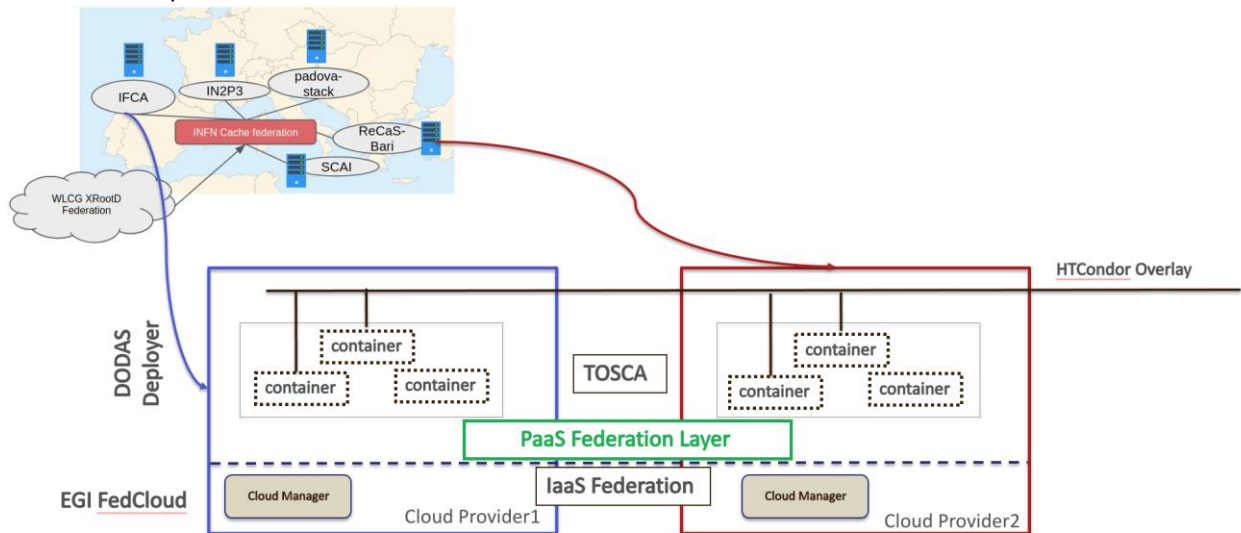 IFCA
IN2P3
padova-
stack
INFN Cache federation
ReCaS-
Bari
SCAI
WLCG XRootD
Federation
HTCondor Overlay
DODAS
Deployer
container
container
container
TOSCA
container
container
container
PaaS Federation Layer
IaaS Federation
EGI FedCloud
Cloud Manager
Cloud Provider1
Cloud Manager
Cloud Provider2